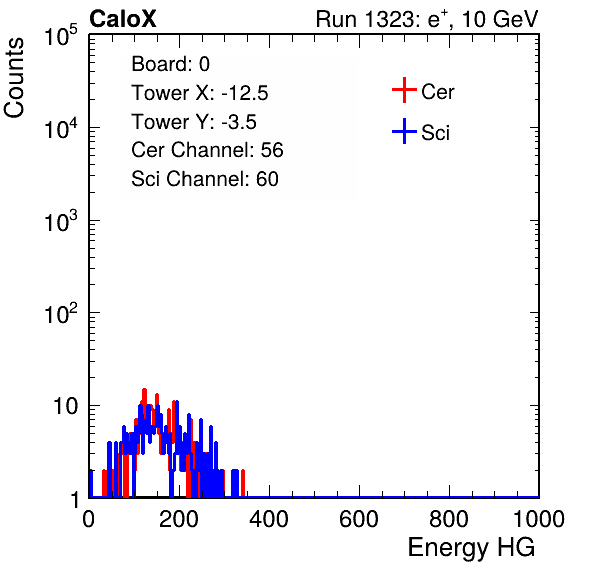 CaloX Run 1323: e⁺, 10 GeV
Counts
10⁵
10⁴
10³
10²
10
1
Board: 0
Tower X: -12.5
Tower Y: -3.5
Cer Channel: 56
Sci Channel: 60
Cer
Sci
0 200 400 600 800 1000
Energy HG